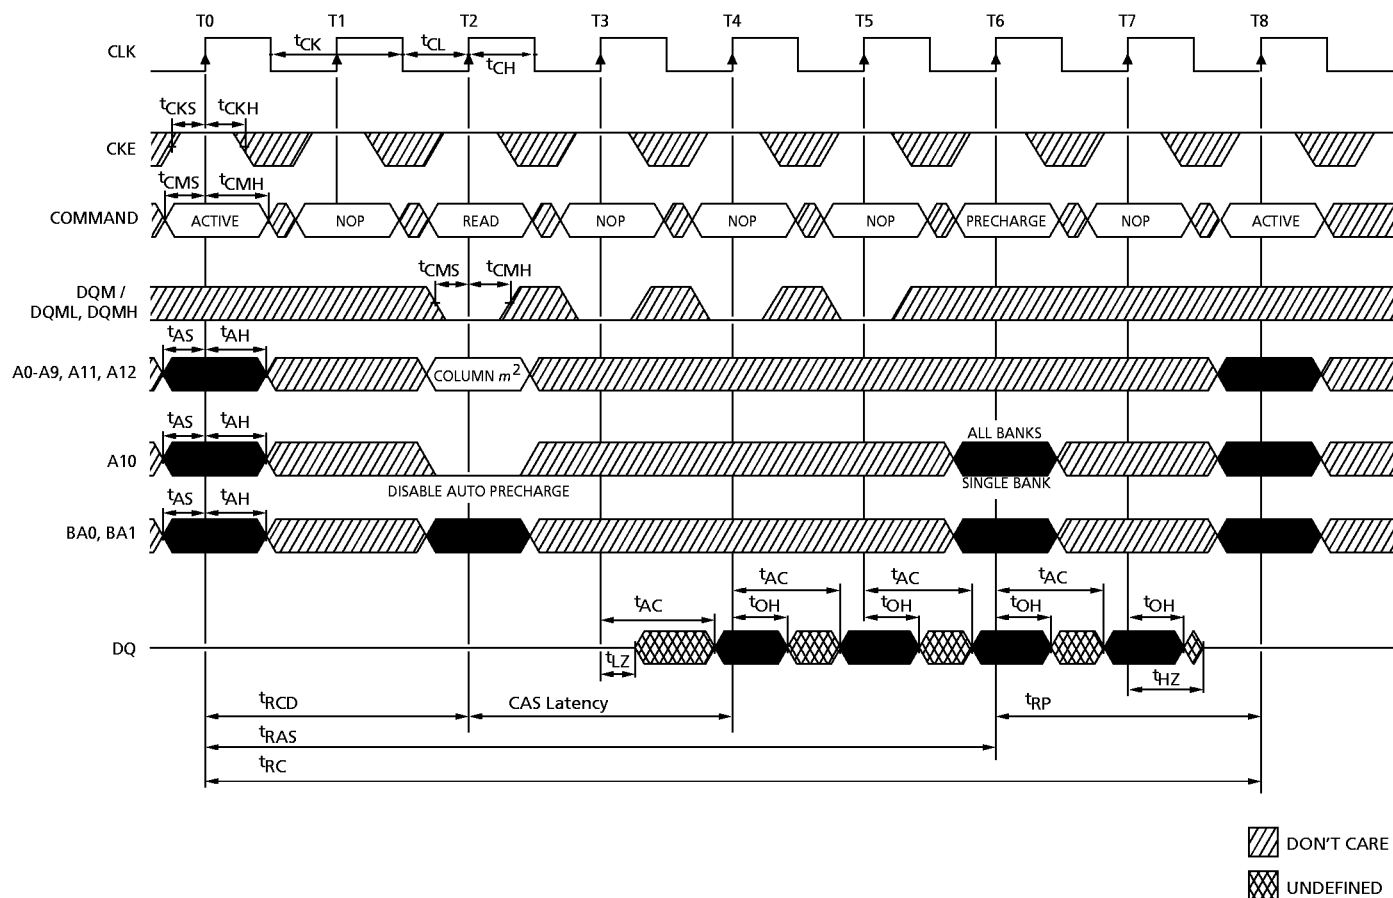 T0 T1 T2 T3 T4 T5 T6 T7 T8
CLK
tCK tCL tCH
tCKS tCKH
CKE
tCMS tCMH
COMMAND ACTIVE NOP READ NOP NOP NOP PRECHARGE NOP ACTIVE
tCMS tCMH
DQM /
DQML, DQMH
tAS tAH
A0-A9, A11, A12 COLUMN m2
tAS tAH
ALL BANKS
A10
SINGLE BANK
DISABLE AUTO PRECHARGE
tAS tAH
BA0, BA1
tAC tAC tAC
tAC tOH tOH tOH tOH
DQ
tLZ tHZ
tRCD CAS Latency tRP
tRAS
tRC
DON'T CARE
UNDEFINED